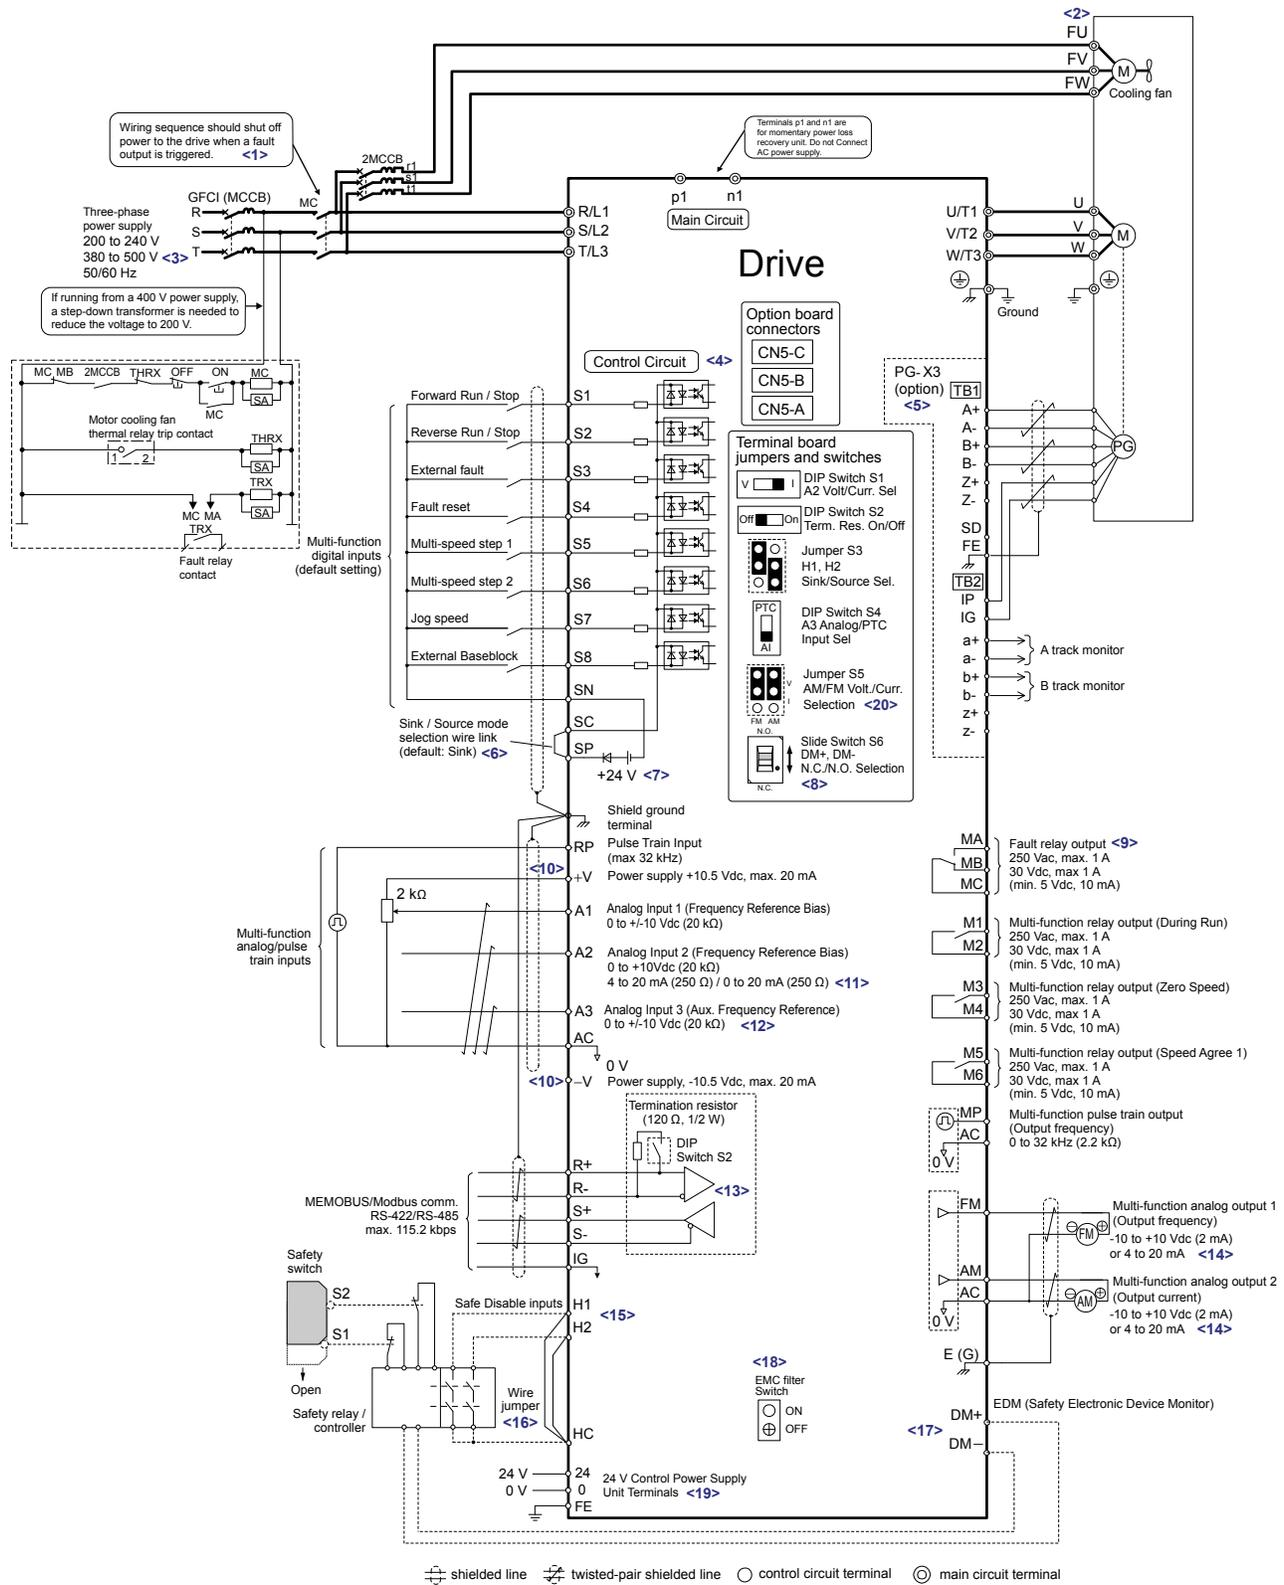 <2>
FU
FV
FW
M
Cooling fan
Wiring sequence should shut off
power to the drive when a fault
output is triggered. <1>
Terminals p1 and n1 are
for momentary power loss
recovery unit. Do not Connect
AC power supply.
2MCCB
r1
s1
t1
GFCI (MCCB)
MC
R
S
T
Three-phase
power supply
200 to 240 V
380 to 500 V <3>
50/60 Hz
R/L1
S/L2
T/L3
p1
n1
Main Circuit
Drive
U/T1
V/T2
W/T3
U
V
W
M
Ground
If running from a 400 V power supply,
a step-down transformer is needed to
reduce the voltage to 200 V.
MC MB
2MCCB
THRX
OFF
ON
MC
SA
MC
Motor cooling fan
thermal relay trip contact
1
2
THRX
SA
TRX
SA
MC MA
TRX
Fault relay
contact
Option board
connectors
CN5-C
CN5-B
CN5-A
Control Circuit <4>
Multi-function
digital inputs
(default setting)
Forward Run / Stop
S1
Reverse Run / Stop
S2
External fault
S3
Fault reset
S4
Multi-speed step 1
S5
Multi-speed step 2
S6
Jog speed
S7
External Baseblock
S8
SN
SC
SP
Sink / Source mode
selection wire link
(default: Sink) <6>
+24 V <7>
Terminal board
jumpers and switches
V
I
DIP Switch S1
A2 Volt/Curr. Sel
Off
On
DIP Switch S2
Term. Res. On/Off
Jumper S3
H1, H2
Sink/Source Sel.
PTC
AI
DIP Switch S4
A3 Analog/PTC
Input Sel
V
I
FM AM
Jumper S5
AM/FM Volt./Curr.
Selection <20>
N.O.
N.C.
Slide Switch S6
DM+, DM-
N.C./N.O. Selection
<8>
PG-X3
(option)
<5>
TB1
A+
A-
B+
B-
Z+
Z-
SD
FE
PG
TB2
IP
IG
a+
a-
A track monitor
b+
b-
B track monitor
z+
z-
Shield ground
terminal
Multi-function
analog/pulse
train inputs
RP
Pulse Train Input
(max 32 kHz)
<10>
+V
Power supply +10.5 Vdc, max. 20 mA
2 kΩ
A1
Analog Input 1 (Frequency Reference Bias)
0 to +/-10 Vdc (20 kΩ)
A2
Analog Input 2 (Frequency Reference Bias)
0 to +10Vdc (20 kΩ)
4 to 20 mA (250 Ω) / 0 to 20 mA (250 Ω) <11>
A3
Analog Input 3 (Aux. Frequency Reference)
0 to +/-10 Vdc (20 kΩ) <12>
AC
0 V
<10>
−V
Power supply, -10.5 Vdc, max. 20 mA
MA
MB
MC
Fault relay output <9>
250 Vac, max. 1 A
30 Vdc, max 1 A
(min. 5 Vdc, 10 mA)
M1
M2
Multi-function relay output (During Run)
250 Vac, max. 1 A
30 Vdc, max 1 A
(min. 5 Vdc, 10 mA)
M3
M4
Multi-function relay output (Zero Speed)
250 Vac, max. 1 A
30 Vdc, max 1 A
(min. 5 Vdc, 10 mA)
M5
M6
Multi-function relay output (Speed Agree 1)
250 Vac, max. 1 A
30 Vdc, max 1 A
(min. 5 Vdc, 10 mA)
MP
AC
0 V
Multi-function pulse train output
(Output frequency)
0 to 32 kHz (2.2 kΩ)
Termination resistor
(120 Ω, 1/2 W)
DIP
Switch S2
<13>
MEMOBUS/Modbus comm.
RS-422/RS-485
max. 115.2 kbps
R+
R-
S+
S-
IG
FM
FM
Multi-function analog output 1
(Output frequency)
-10 to +10 Vdc (2 mA)
or 4 to 20 mA <14>
AM
AC
0 V
AM
Multi-function analog output 2
(Output current)
-10 to +10 Vdc (2 mA)
or 4 to 20 mA <14>
E (G)
Safety
switch
S2
S1
Open
Safety relay /
controller
Safe Disable inputs
H1
<15>
H2
Wire
jumper
<16>
HC
<18>
EMC filter
Switch
ON
OFF
EDM (Safety Electronic Device Monitor)
DM+
<17>
DM−
24 V
24
0 V
0
24 V Control Power Supply
Unit Terminals <19>
FE
shielded line
twisted-pair shielded line
control circuit terminal
main circuit terminal